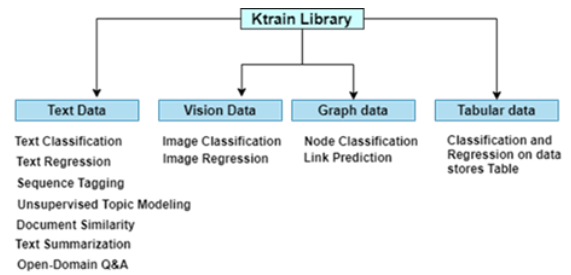 Ktrain Library
Text Data
Text Classification
Text Regression
Sequence Tagging
Unsupervised Topic Modeling
Document Similarity
Text Summarization
Open-Domain Q&A
Vision Data
Image Classification
Image Regression
Graph data
Node Classification
Link Prediction
Tabular data
Classification and
Regression on data
stores Table